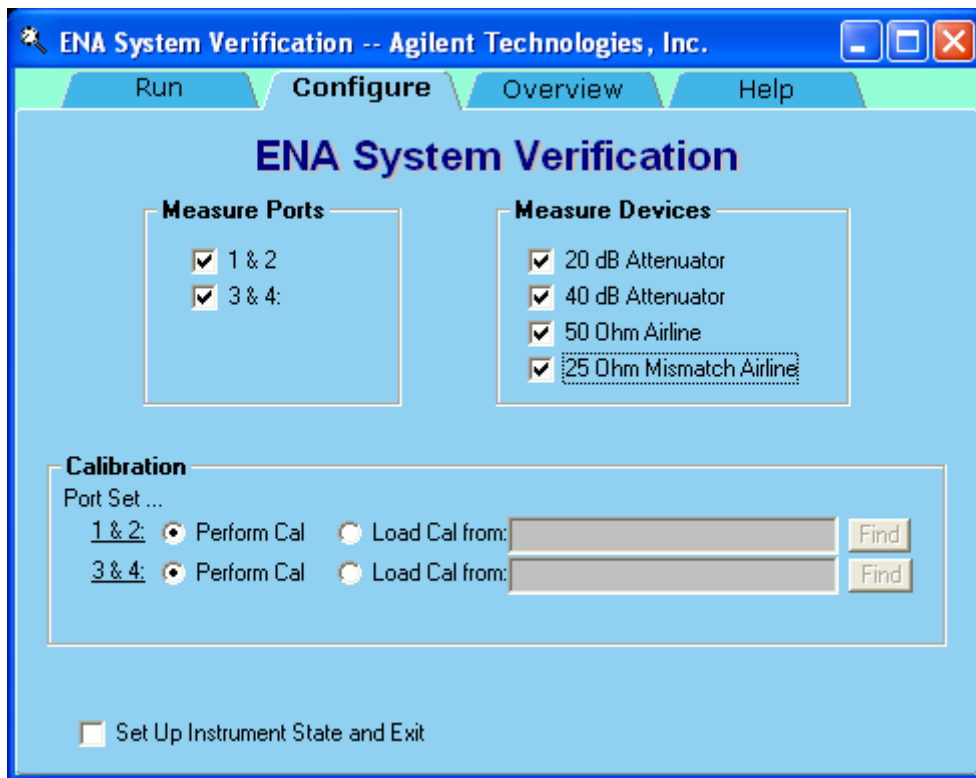 ENA System Verification -- Agilent Technologies, Inc.
Run Configure Overview Help
ENA System Verification
Measure Ports
1 & 2
3 & 4:
Measure Devices
20 dB Attenuator
40 dB Attenuator
50 Ohm Airline
25 Ohm Mismatch Airline
Calibration
Port Set ...
1 & 2: Perform Cal Load Cal from: Find
3 & 4: Perform Cal Load Cal from: Find
Set Up Instrument State and Exit